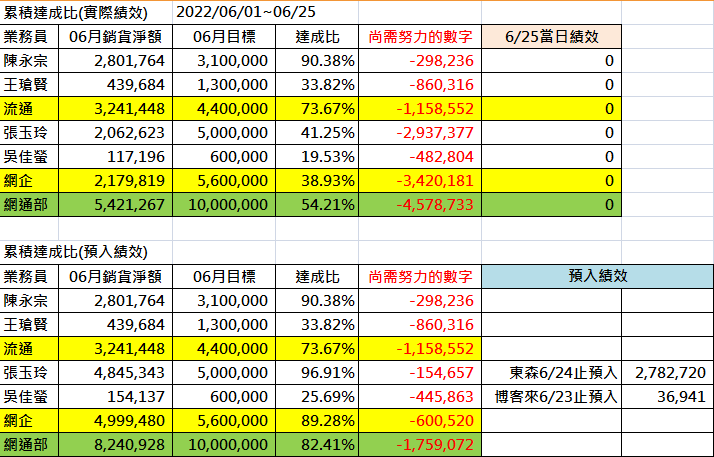 累積達成比(實際績效) 2022/06/01~06/25
業務員 06月銷貨淨額 06月目標 達成比 尚需努力的數字 6/25當日績效
陳永宗 2,801,764 3,100,000 90.38% -298,236 0
王瑲賢 439,684 1,300,000 33.82% -860,316 0
流通 3,241,448 4,400,000 73.67% -1,158,552 0
張玉玲 2,062,623 5,000,000 41.25% -2,937,377 0
吳佳螢 117,196 600,000 19.53% -482,804 0
網企 2,179,819 5,600,000 38.93% -3,420,181 0
網通部 5,421,267 10,000,000 54.21% -4,578,733 0
累積達成比(預入績效)
業務員 06月銷貨淨額 06月目標 達成比 尚需努力的數字 預入績效
陳永宗 2,801,764 3,100,000 90.38% -298,236
王瑲賢 439,684 1,300,000 33.82% -860,316
流通 3,241,448 4,400,000 73.67% -1,158,552
張玉玲 4,845,343 5,000,000 96.91% -154,657 東森6/24止預入 2,782,720
吳佳螢 154,137 600,000 25.69% -445,863 博客來6/23止預入 36,941
網企 4,999,480 5,600,000 89.28% -600,520
網通部 8,240,928 10,000,000 82.41% -1,759,072